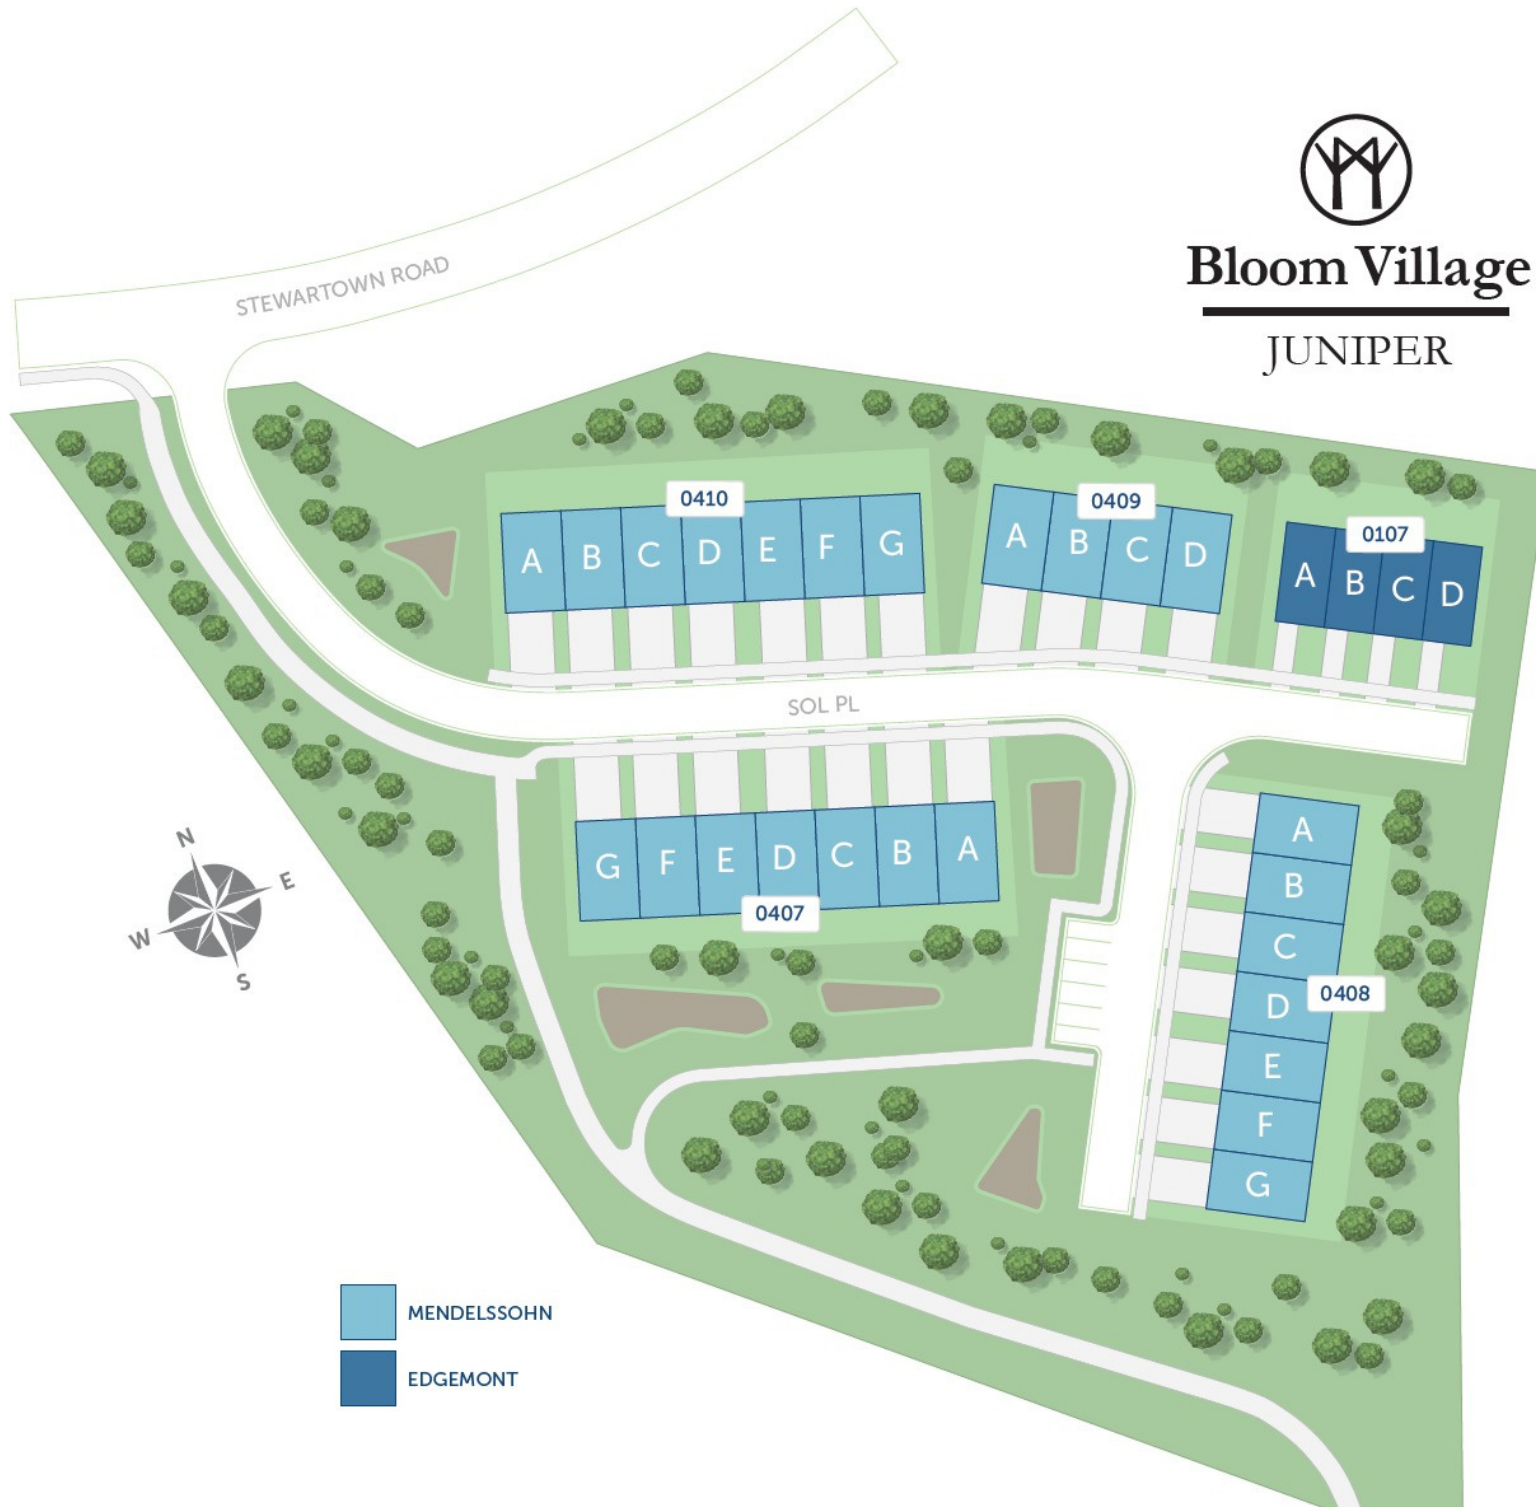 Bloom Village
JUNIPER
STEWARTOWN ROAD
0410
A B C D E F G
0409
A B C D
0107
A B C D
SOL PL
G F E D C B A
0407
A
B
C
D
0408
E
F
G
N
E
W
S
MENDELSSOHN
EDGEMONT